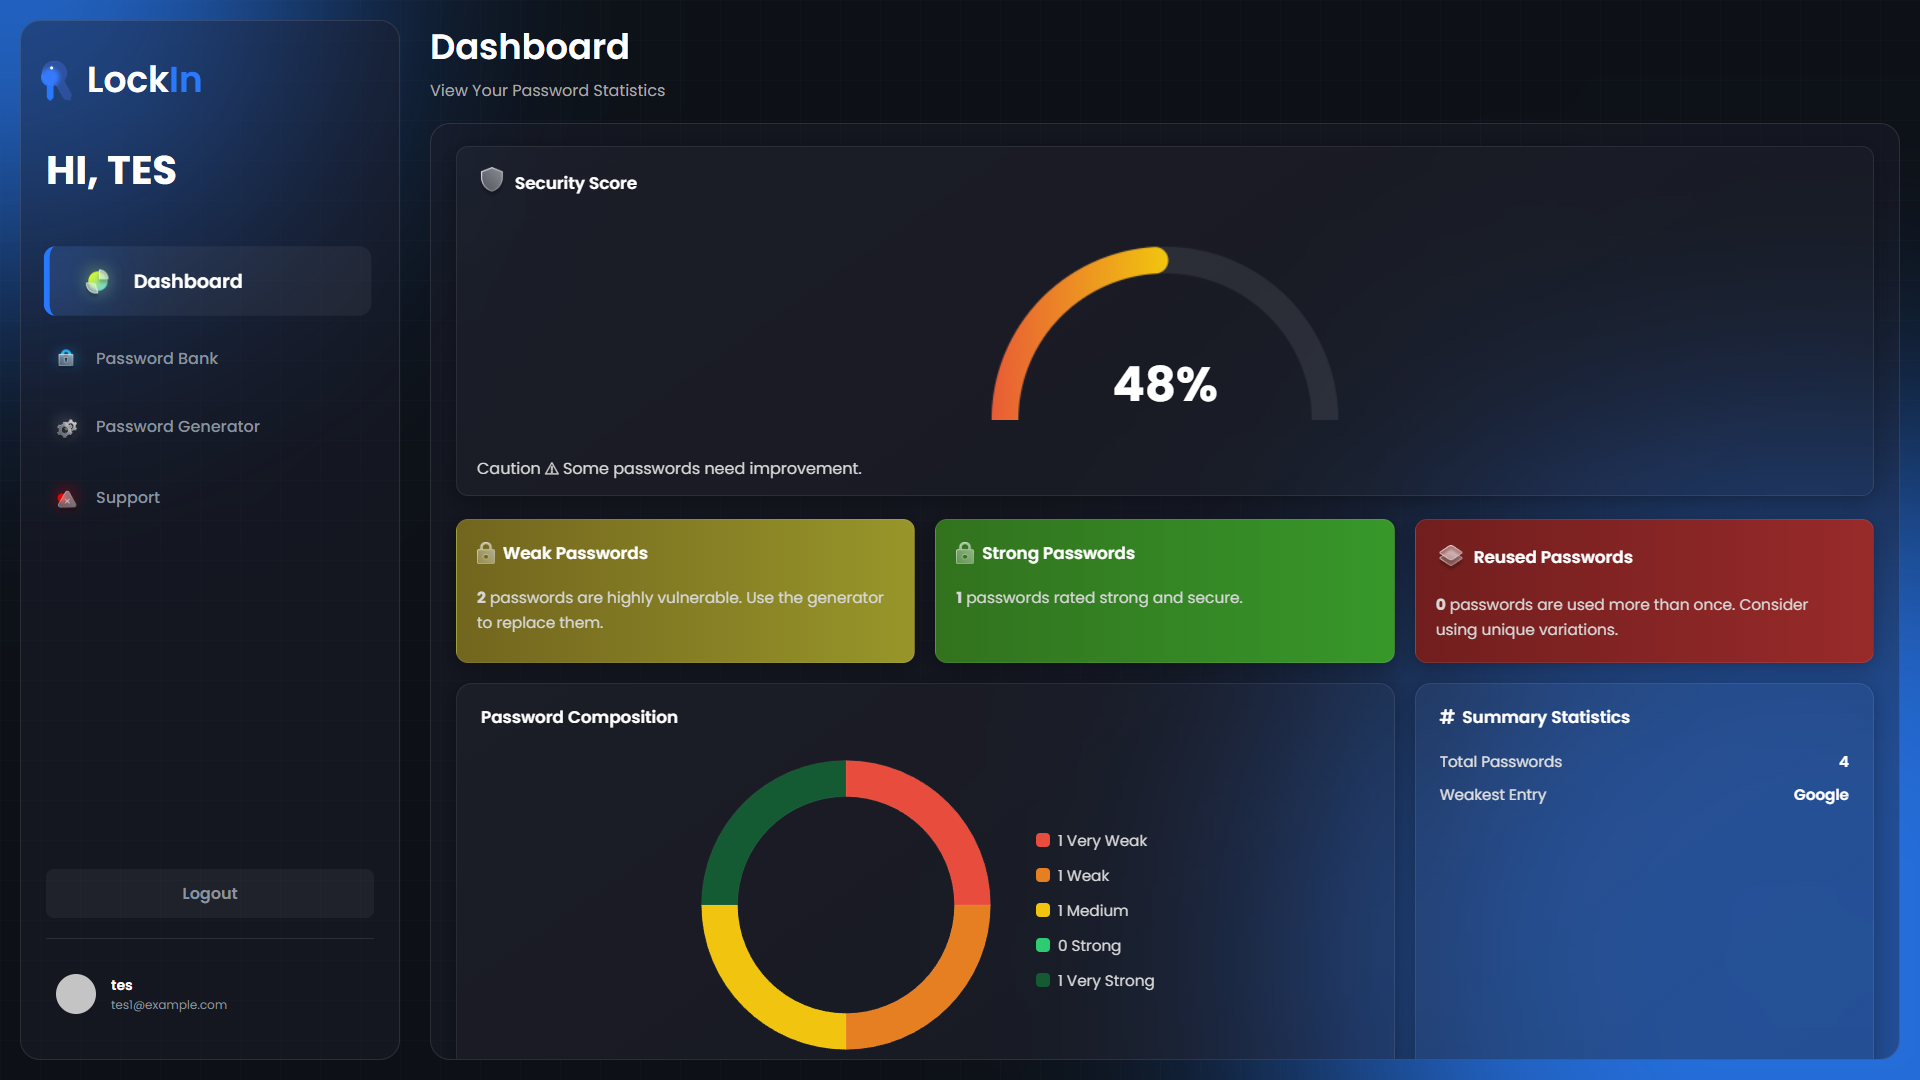 LockIn
HI, TES
Dashboard
Password Bank
Password Generator
Support
Logout
tes
tes1@example.com
Dashboard
View Your Password Statistics
Security Score
48%
Caution ⚠ Some passwords need improvement.
Weak Passwords
2 passwords are highly vulnerable. Use the generator
to replace them.
Strong Passwords
1 passwords rated strong and secure.
Reused Passwords
0 passwords are used more than once. Consider
using unique variations.
Password Composition
1 Very Weak
1 Weak
1 Medium
0 Strong
1 Very Strong
# Summary Statistics
Total Passwords 4
Weakest Entry Google